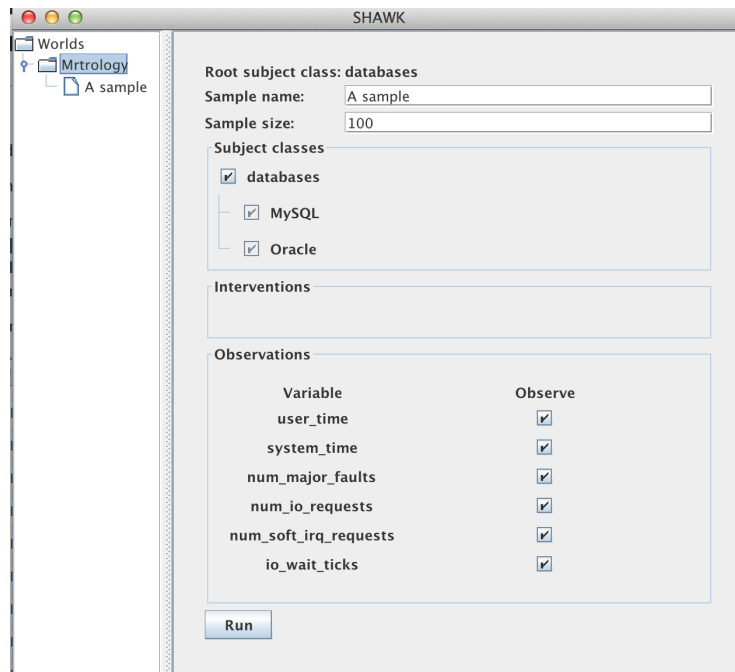 SHAWK
Worlds
Mrtrology
A sample
Root subject class: databases
Sample name: A sample
Sample size: 100
Subject classes
databases
MySQL
Oracle
Interventions
Observations
Variable Observe
user_time
system_time
num_major_faults
num_io_requests
num_soft_irq_requests
io_wait_ticks
Run